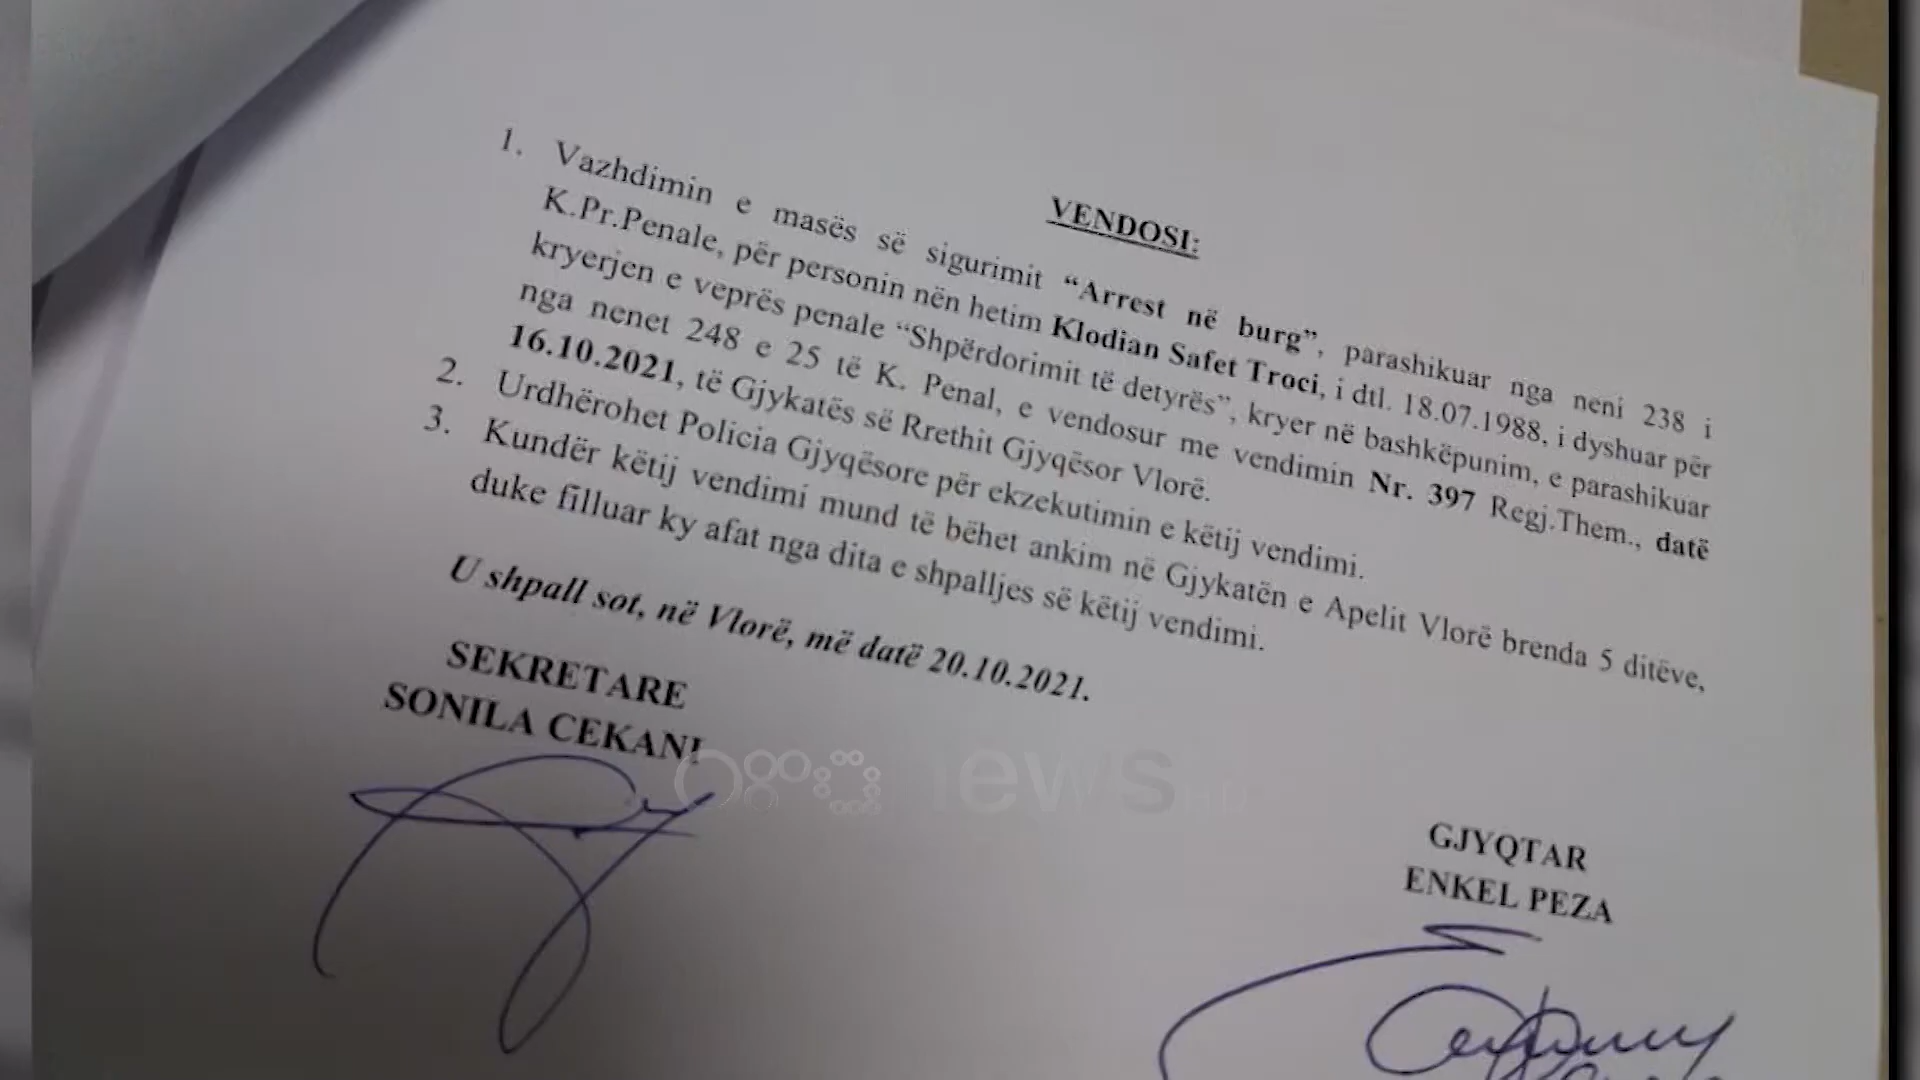 VENDOSI:
1. Vazhdimin e masës së sigurimit “Arrest në burg”, parashikuar nga neni 238 i
K.Pr.Penale, për personin nën hetim Klodian Safet Troci, i dtl. 18.07.1988, i dyshuar për
kryerjen e veprës penale “Shpërdorimit të detyrës”, kryer në bashkëpunim, e parashikuar
nga nenet 248 e 25 të K. Penal, e vendosur me vendimin Nr. 397 Regj.Them., datë
16.10.2021, të Gjykatës së Rrethit Gjyqësor Vlorë.
2. Urdhërohet Policia Gjyqësore për ekzekutimin e këtij vendimi.
3. Kundër këtij vendimi mund të bëhet ankim në Gjykatën e Apelit Vlorë brenda 5 ditëve,
duke filluar ky afat nga dita e shpalljes së këtij vendimi.
U shpall sot, në Vlorë, më datë 20.10.2021.
SEKRETARE
SONILA CEKANI
news HD
GJYQTAR
ENKEL PEZA